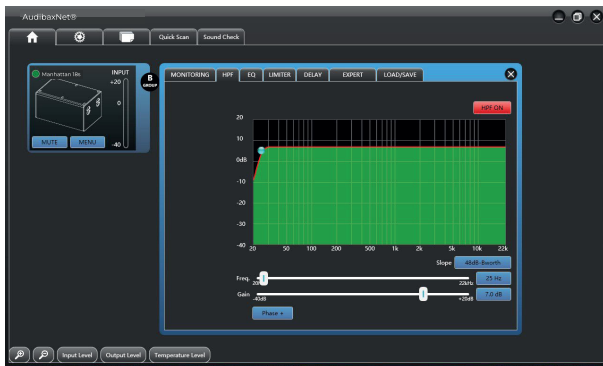 AudibaxNet®
Quick Scan
Sound Check
Manhattan 18s
INPUT
+20
0
-40
MUTE
MENU
B
GROUP
MONITORING
HPF
EQ
LIMITER
DELAY
EXPERT
LOAD/SAVE
HPF ON
20
10
0dB
-10
-20
-30
-40
20 50 100 200 500 1k 2k 5k 10k 22k
Slope 48dB-Bworth
Freq. 20Hz 22kHz 25 Hz
Gain -40dB +20dB 7.0 dB
Phase +
Input Level
Output Level
Temperature Level